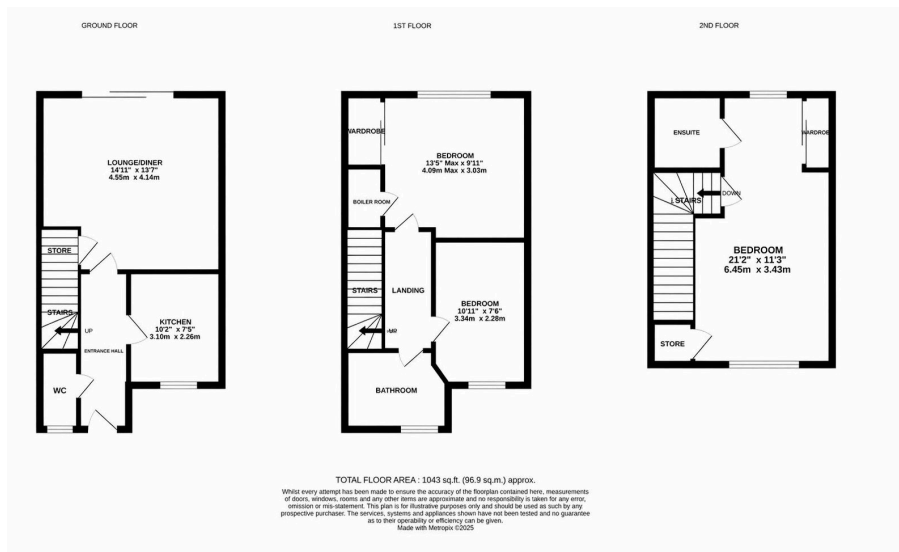 GROUND FLOOR
LOUNGE/DINER
14'11" x 13'7"
4.55m x 4.14m
STORE
STAIRS
UP
ENTRANCE HALL
KITCHEN
10'2" x 7'5"
3.10m x 2.26m
WC
1ST FLOOR
WARDROBE
BEDROOM
13'5" Max x 9'11"
4.09m Max x 3.03m
BOILER ROOM
STAIRS
LANDING
BEDROOM
10'11" x 7'6"
3.34m x 2.28m
BATHROOM
2ND FLOOR
ENSUITE
WARDROBE
STAIRS
DOWN
BEDROOM
21'2" x 11'3"
6.45m x 3.43m
STORE
TOTAL FLOOR AREA : 1043 sq.ft. (96.9 sq.m.) approx.
Whilst every attempt has been made to ensure the accuracy of the floorplan contained here, measurements
of doors, windows, rooms and any other items are approximate and no responsibility is taken for any error,
omission or mis-statement. This plan is for illustrative purposes only and should be used as such by any
prospective purchaser. The services, systems and appliances shown have not been tested and no guarantee
as to their operability or efficiency can be given.
Made with Metropix ©2025